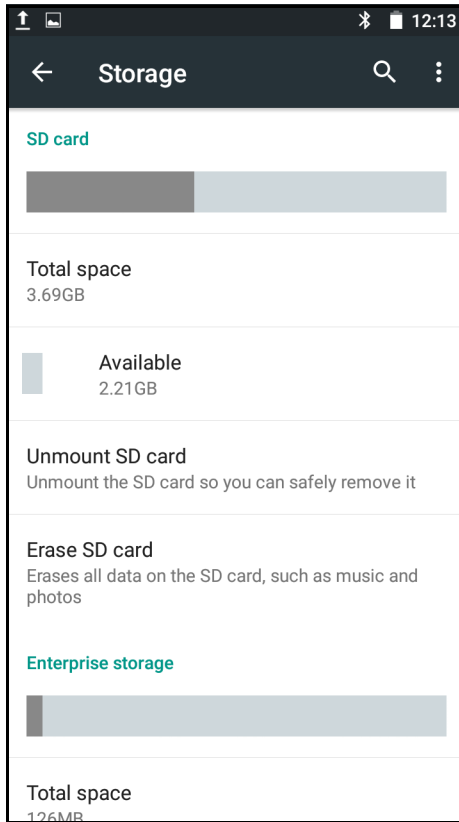 12:13
Storage
SD card
Total space
3.69GB
Available
2.21GB
Unmount SD card
Unmount the SD card so you can safely remove it
Erase SD card
Erases all data on the SD card, such as music and
photos
Enterprise storage
Total space
126MB